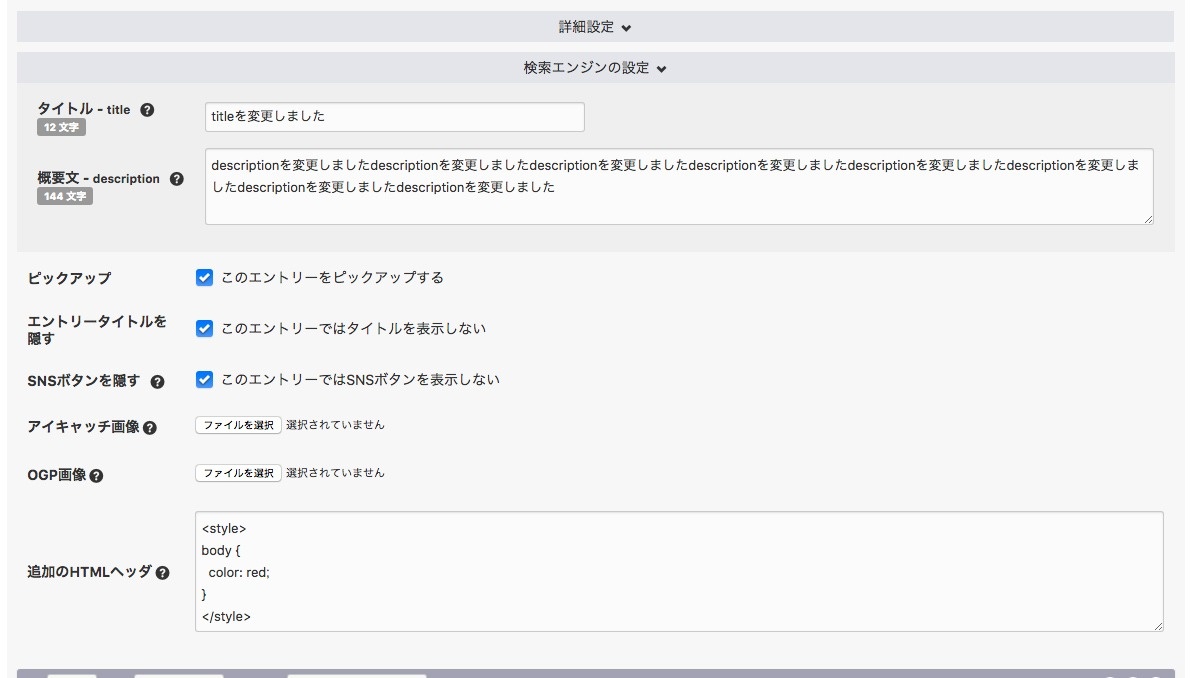 詳細設定
検索エンジンの設定
タイトル - title
12 文字
titleを変更しました
概要文 - description
144 文字
descriptionを変更しましたdescriptionを変更しましたdescriptionを変更しましたdescriptionを変更しましたdescriptionを変更しましたdescriptionを変更しま
したdescriptionを変更しましたdescriptionを変更しました
ピックアップ
このエントリーをピックアップする
エントリータイトルを
隠す
このエントリーではタイトルを表示しない
SNSボタンを隠す
このエントリーではSNSボタンを表示しない
アイキャッチ画像
ファイルを選択 選択されていません
OGP画像
ファイルを選択 選択されていません
追加のHTMLヘッダ
<style>
body {
  color: red;
}
</style>